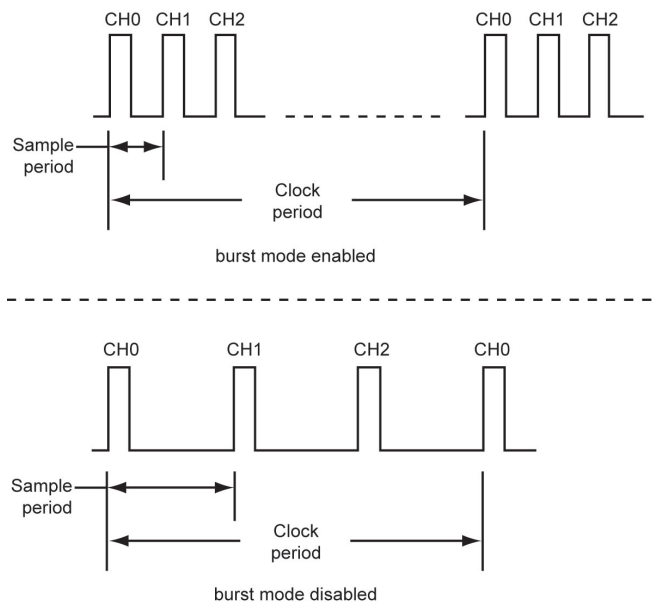 CH0 CH1 CH2 CH0 CH1 CH2
Sample
period
Clock
period
burst mode enabled
CH0 CH1 CH2 CH0
Sample
period
Clock
period
burst mode disabled